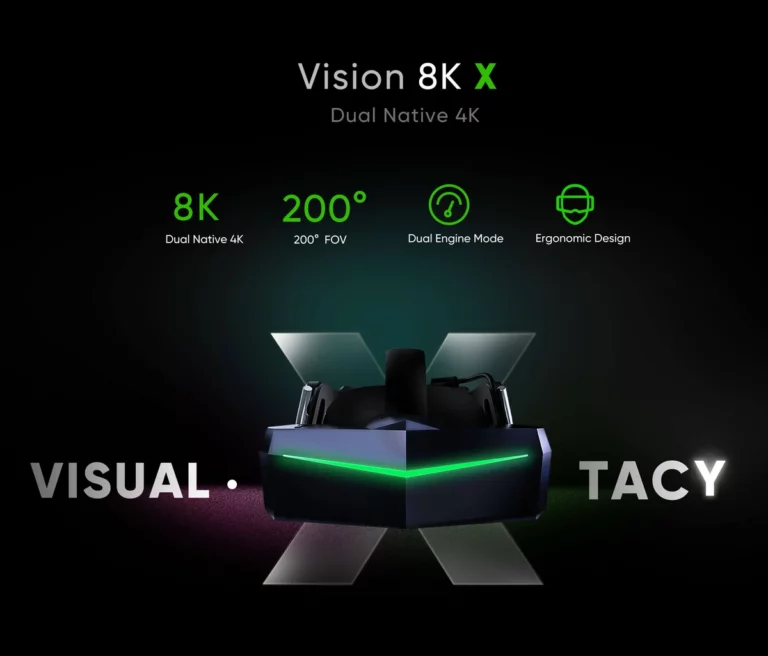 Vision 8K X
Dual Native 4K
8K
Dual Native 4K
200°
200° FOV
Dual Engine Mode
Ergonomic Design
VISUAL · X TACY